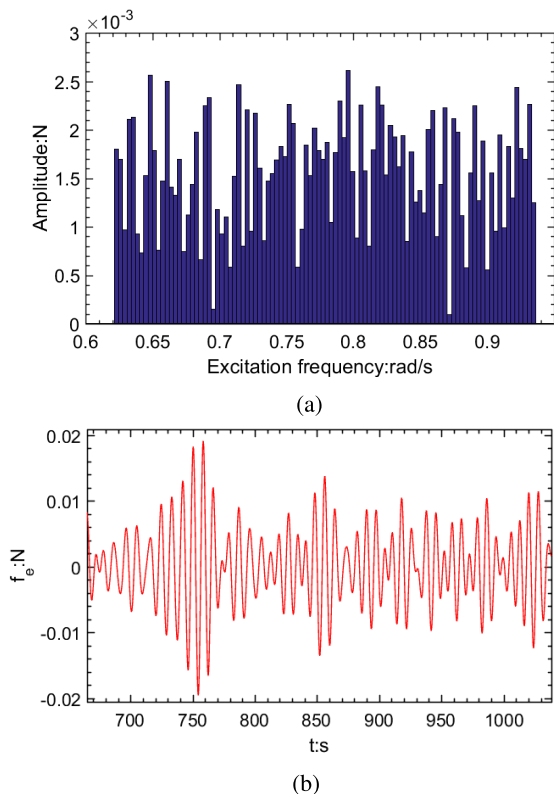 ×10⁻³
3
2.5
2
1.5
1
0.5
0
Amplitude:N
0.6 0.65 0.7 0.75 0.8 0.85 0.9
Excitation frequency:rad/s
(a)
0.02
0.01
0
-0.01
-0.02
fₑ:N
700 750 800 850 900 950 1000
t:s
(b)